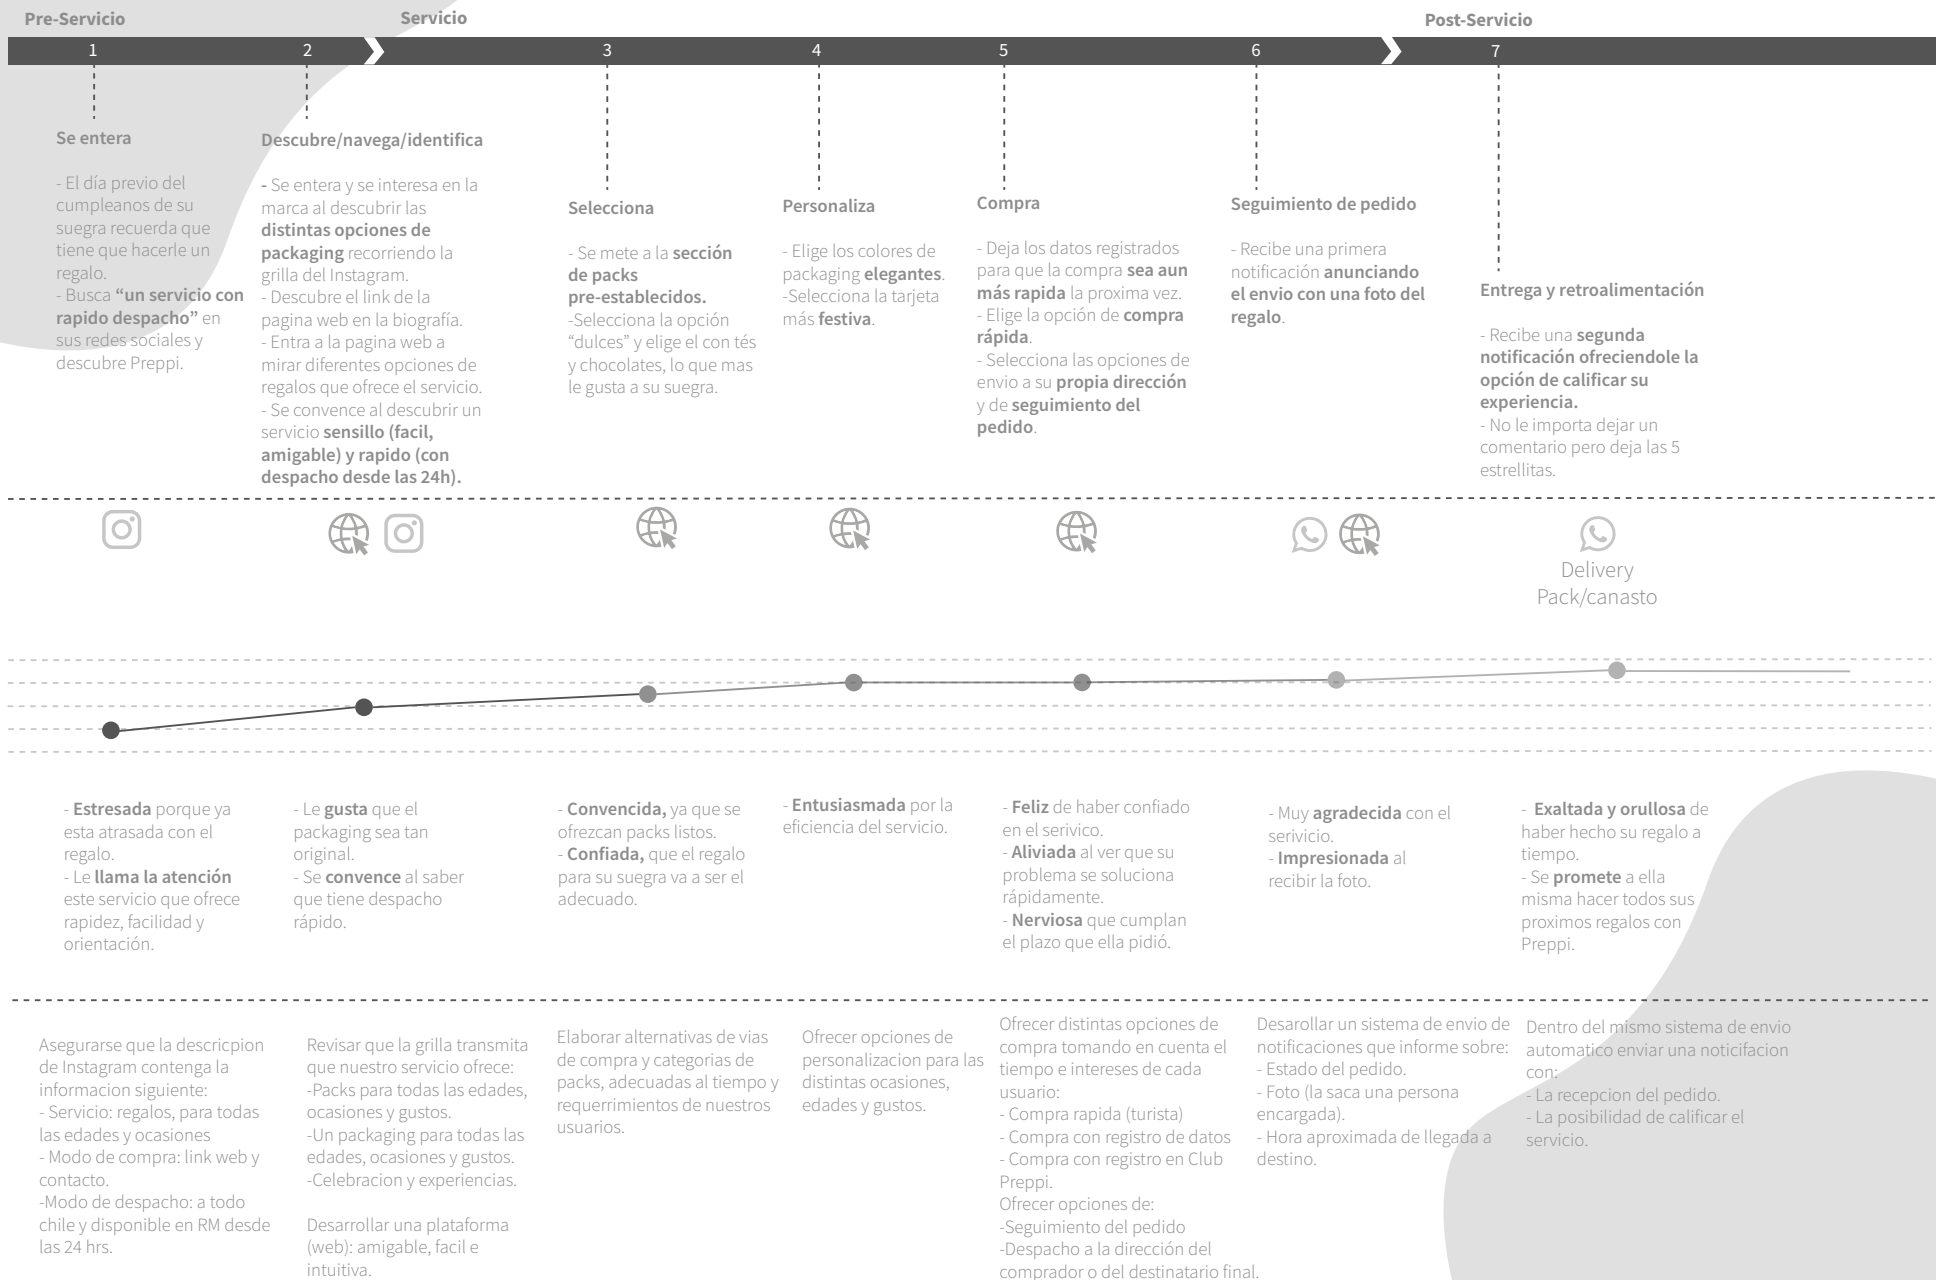 Pre-Servicio
Servicio
Post-Servicio
1
2
3
4
5
6
7
Se entera
- El día previo del
cumpleanos de su
suegra recuerda que
tiene que hacerle un
regalo.
- Busca “un servicio con
rapido despacho” en
sus redes sociales y
descubre Preppi.
Descubre/navega/identifica
- Se entera y se interesa en la
marca al descubrir las
distintas opciones de
packaging recorriendo la
grilla del Instagram.
- Descubre el link de la
pagina web en la biografía.
- Entra a la pagina web a
mirar diferentes opciones de
regalos que ofrece el servicio.
- Se convence al descubrir un
servicio sensillo (facil,
amigable) y rapido (con
despacho desde las 24h).
Selecciona
- Se mete a la sección
de packs
pre-establecidos.
-Selecciona la opción
“dulces” y elige el con tés
y chocolates, lo que mas
le gusta a su suegra.
Personaliza
- Elige los colores de
packaging elegantes.
-Selecciona la tarjeta
más festiva.
Compra
- Deja los datos registrados
para que la compra sea aun
más rapida la proxima vez.
- Elige la opción de compra
rápida.
- Selecciona las opciones de
envio a su propia dirección
y de seguimiento del
pedido.
Seguimiento de pedido
- Recibe una primera
notificación anunciando
el envio con una foto del
regalo.
Entrega y retroalimentación
- Recibe una segunda
notificación ofreciendole la
opción de calificar su
experiencia.
- No le importa dejar un
comentario pero deja las 5
estrellitas.
Delivery
Pack/canasto
- Estresada porque ya
esta atrasada con el
regalo.
- Le llama la atención
este servicio que ofrece
rapidez, facilidad y
orientación.
- Le gusta que el
packaging sea tan
original.
- Se convence al saber
que tiene despacho
rápido.
- Convencida, ya que se
ofrezcan packs listos.
- Confiada, que el regalo
para su suegra va a ser el
adecuado.
- Entusiasmada por la
eficiencia del servicio.
- Feliz de haber confiado
en el serivico.
- Aliviada al ver que su
problema se soluciona
rápidamente.
- Nerviosa que cumplan
el plazo que ella pidió.
- Muy agradecida con el
serivicio.
- Impresionada al
recibir la foto.
- Exaltada y orullosa de
haber hecho su regalo a
tiempo.
- Se promete a ella
misma hacer todos sus
proximos regalos con
Preppi.
Asegurarse que la descricpion
de Instagram contenga la
informacion siguiente:
- Servicio: regalos, para todas
las edades y ocasiones
- Modo de compra: link web y
contacto.
-Modo de despacho: a todo
chile y disponible en RM desde
las 24 hrs.
Revisar que la grilla transmita
que nuestro servicio ofrece:
-Packs para todas las edades,
ocasiones y gustos.
-Un packaging para todas las
edades, ocasiones y gustos.
-Celebracion y experiencias.
Desarrollar una plataforma
(web): amigable, facil e
intuitiva.
Elaborar alternativas de vias
de compra y categorias de
packs, adecuadas al tiempo y
requerrimientos de nuestros
usuarios.
Ofrecer opciones de
personalizacion para las
distintas ocasiones,
edades y gustos.
Ofrecer distintas opciones de
compra tomando en cuenta el
tiempo e intereses de cada
usuario:
- Compra rapida (turista)
- Compra con registro de datos
- Compra con registro en Club
Preppi.
Ofrecer opciones de:
-Seguimiento del pedido
-Despacho a la dirección del
comprador o del destinatario final.
Desarollar un sistema de envio de
notificaciones que informe sobre:
- Estado del pedido.
- Foto (la saca una persona
encargada).
- Hora aproximada de llegada a
destino.
Dentro del mismo sistema de envio
automatico enviar una noticifacion
con:
- La recepcion del pedido.
- La posibilidad de calificar el
servicio.